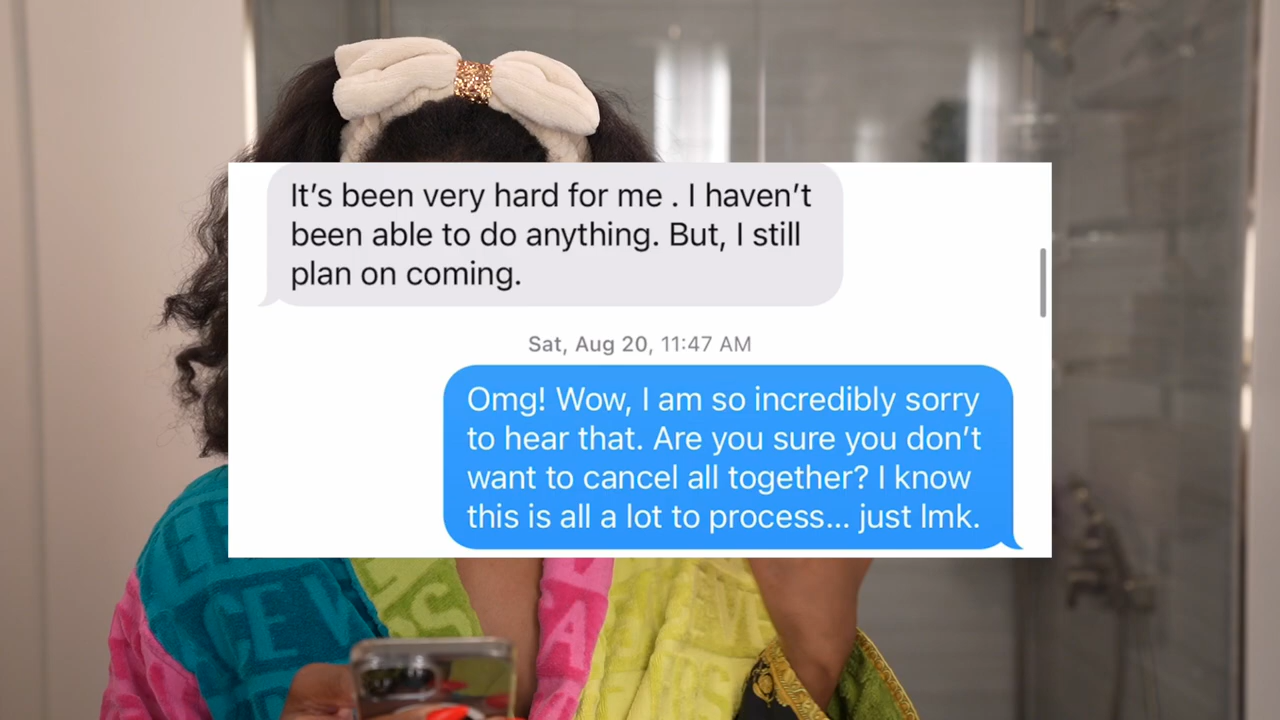 It’s been very hard for me . I haven’t
been able to do anything. But, I still
plan on coming.
Sat, Aug 20, 11:47 AM
Omg! Wow, I am so incredibly sorry
to hear that. Are you sure you don’t
want to cancel all together? I know
this is all a lot to process... just lmk.